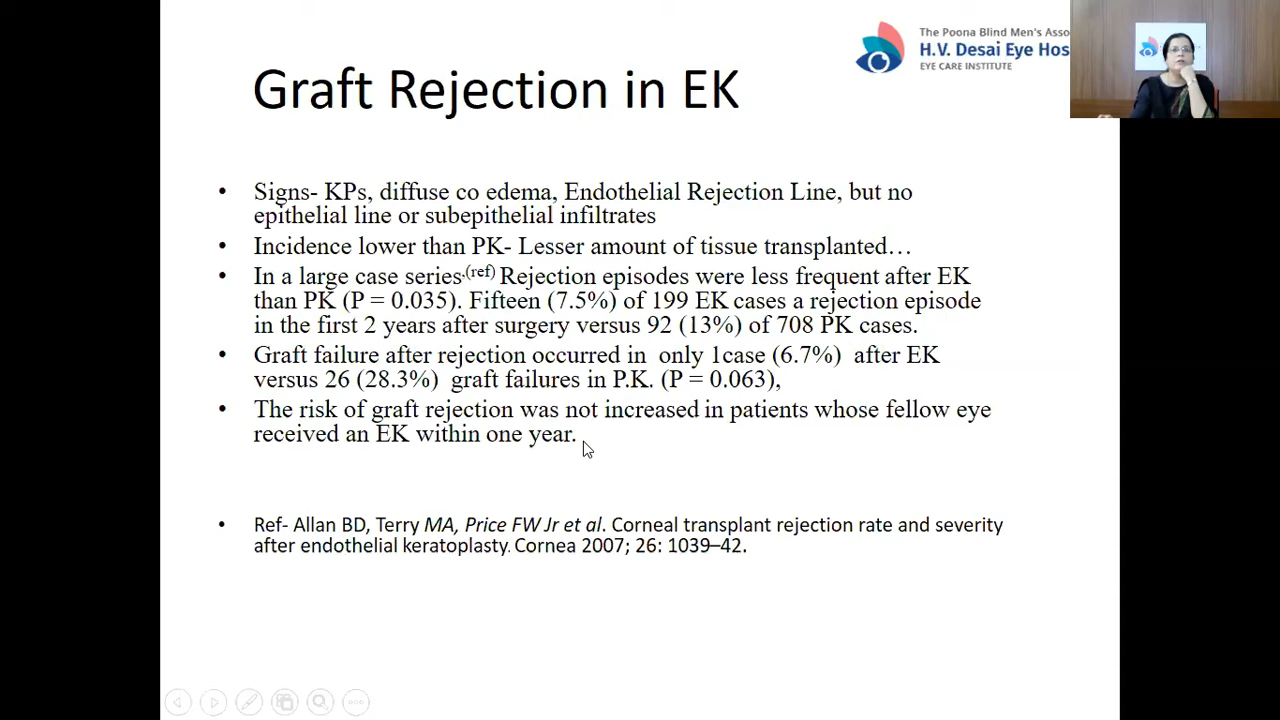 The Poona Blind Men's Asso
H.V. Desai Eye Hos
EYE CARE INSTITUTE
Graft Rejection in EK
• Signs- KPs, diffuse co edema, Endothelial Rejection Line, but no
epithelial line or subepithelial infiltrates
• Incidence lower than PK- Lesser amount of tissue transplanted…
• In a large case series.(ref) Rejection episodes were less frequent after EK
than PK (P = 0.035). Fifteen (7.5%) of 199 EK cases a rejection episode
in the first 2 years after surgery versus 92 (13%) of 708 PK cases.
• Graft failure after rejection occurred in only 1case (6.7%) after EK
versus 26 (28.3%) graft failures in P.K. (P = 0.063),
• The risk of graft rejection was not increased in patients whose fellow eye
received an EK within one year.
• Ref- Allan BD, Terry MA, Price FW Jr et al. Corneal transplant rejection rate and severity
after endothelial keratoplasty. Cornea 2007; 26: 1039–42.